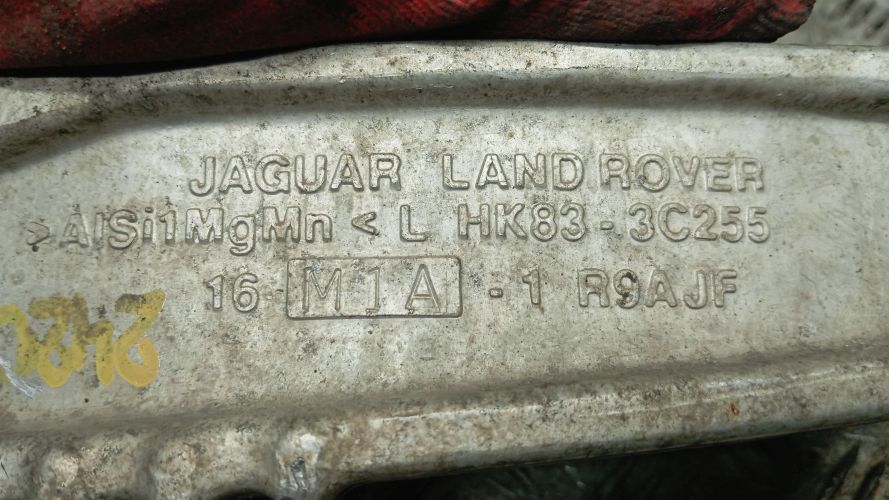 JAGUAR LAND ROVER
>AlSi1MgMn< L HK83-3C255
16-M1A-1 R9AJF